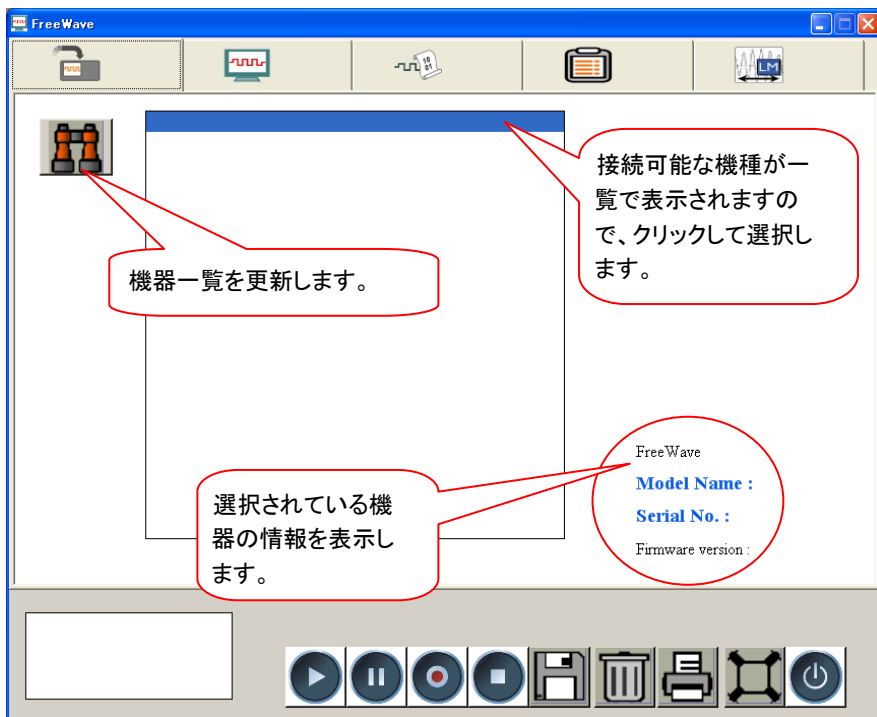 FreeWave
10
01
LM
接続可能な機種が一
覧で表示されますの
で、クリックして選択し
ます。
機器一覧を更新します。
選択されている機
器の情報を表示し
ます。
FreeWave
Model Name :
Serial No. :
Firmware version :